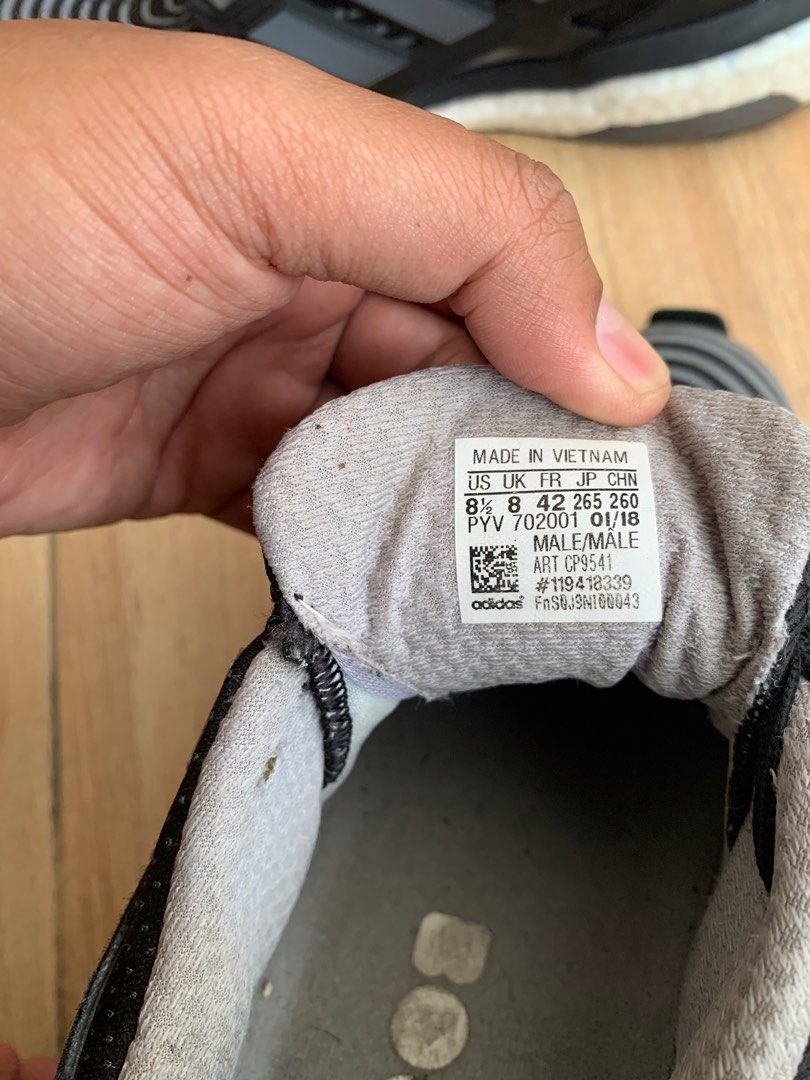 MADE IN VIETNAM
US UK FR JP CHN
8½ 8 42 265 260
PYV 702001 01/18
MALE/MÂLE
ART CP9541
#119418339
adidas FnS0J3N100043